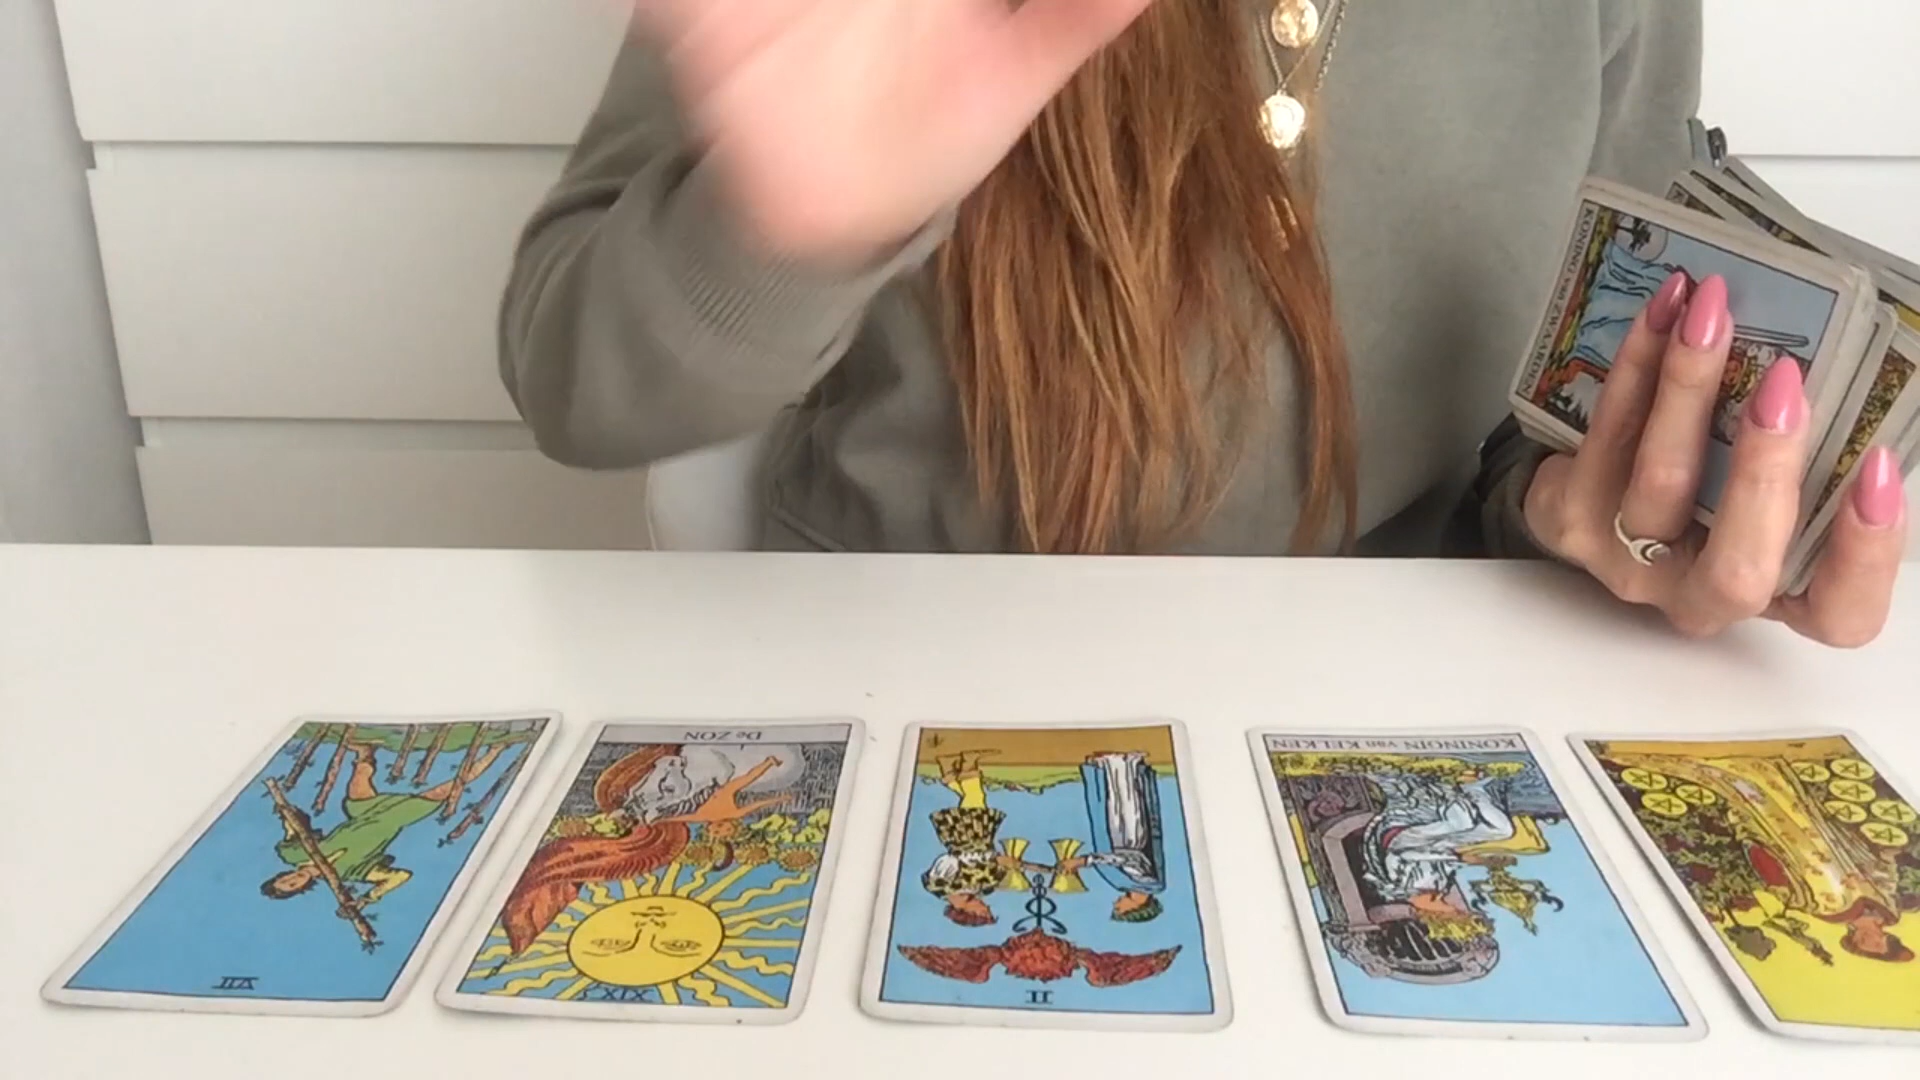 KONING van ZWAARDEN
De ZON
KONINGIN van KELKEN
VII
XIX
II